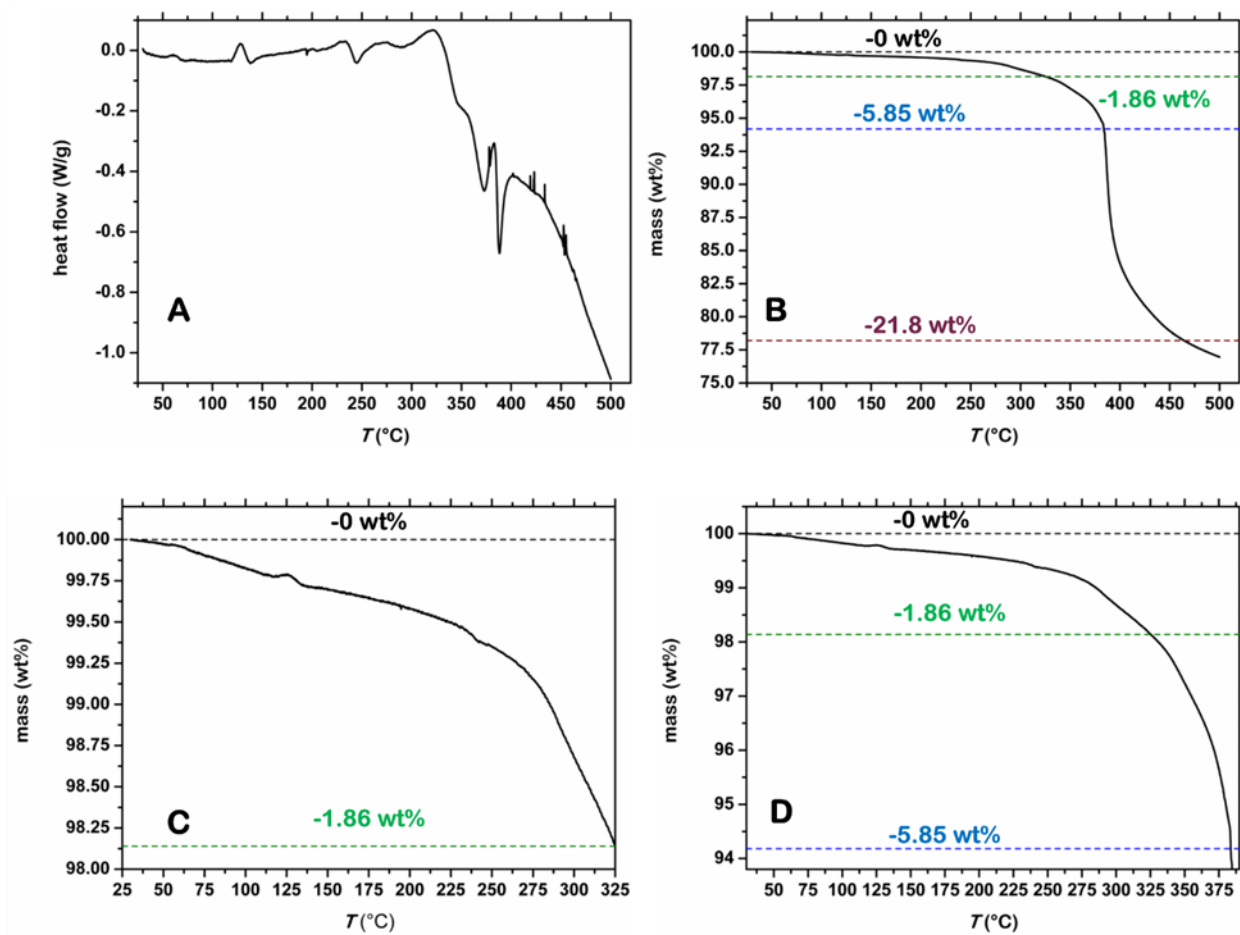 0.0
-0.2
-0.4
-0.6
-0.8
-1.0
heat flow (W/g)
A
50 100 150 200 250 300 350 400 450 500
T (°C)
100.0
97.5
95.0
92.5
90.0
87.5
85.0
82.5
80.0
77.5
75.0
mass (wt%)
-0 wt%
-1.86 wt%
-5.85 wt%
-21.8 wt%
B
50 100 150 200 250 300 350 400 450 500
T (°C)
100.00
99.75
99.50
99.25
99.00
98.75
98.50
98.25
98.00
mass (wt%)
-0 wt%
-1.86 wt%
C
25 50 75 100 125 150 175 200 225 250 275 300 325
T (°C)
100
99
98
97
96
95
94
mass (wt%)
-0 wt%
-1.86 wt%
-5.85 wt%
D
50 75 100 125 150 175 200 225 250 275 300 325 350 375
T (°C)